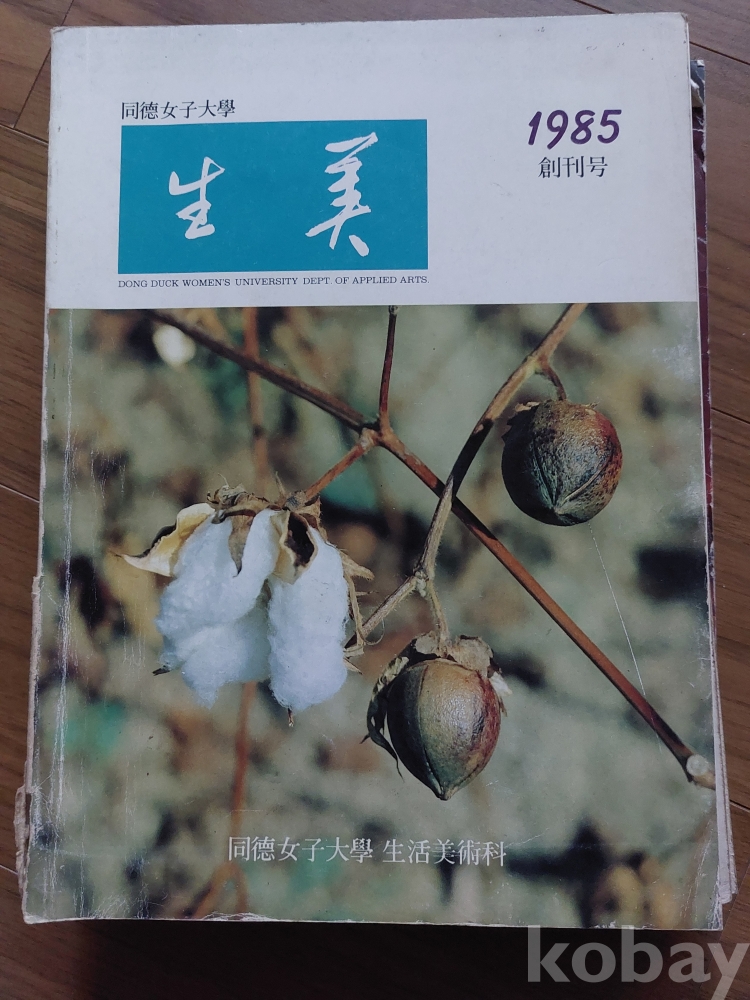 同德女子大學
生美
1985
創刊号
DONG DUCK WOMEN'S UNIVERSITY DEPT. OF APPLIED ARTS.
同德女子大學 生活美術科
kobay